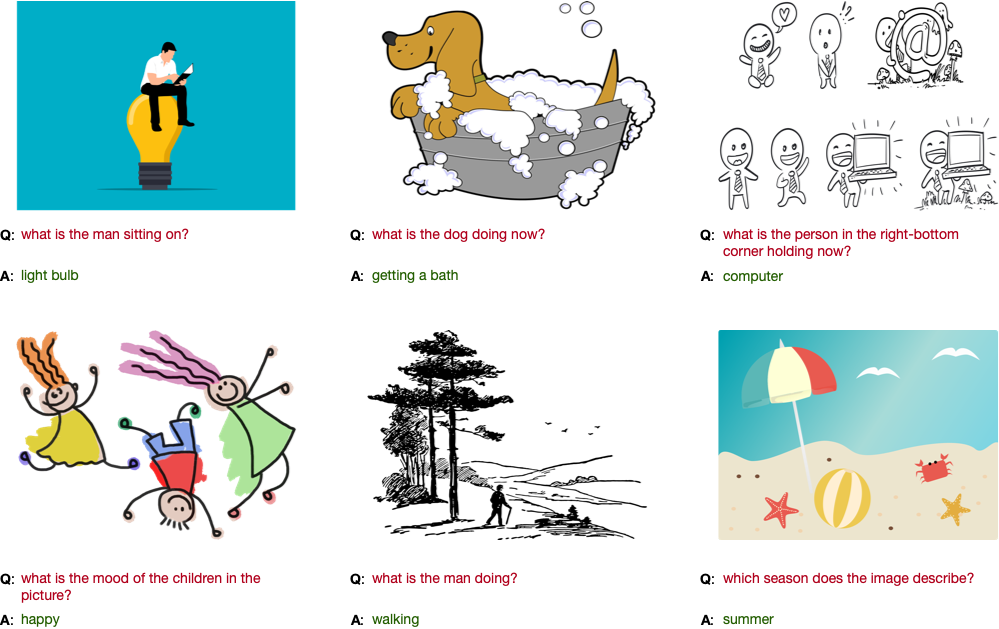 @
Q: what is the man sitting on?
A: light bulb
Q: what is the dog doing now?
A: getting a bath
Q: what is the person in the right-bottom
corner holding now?
A: computer
Q: what is the mood of the children in the
picture?
A: happy
Q: what is the man doing?
A: walking
Q: which season does the image describe?
A: summer